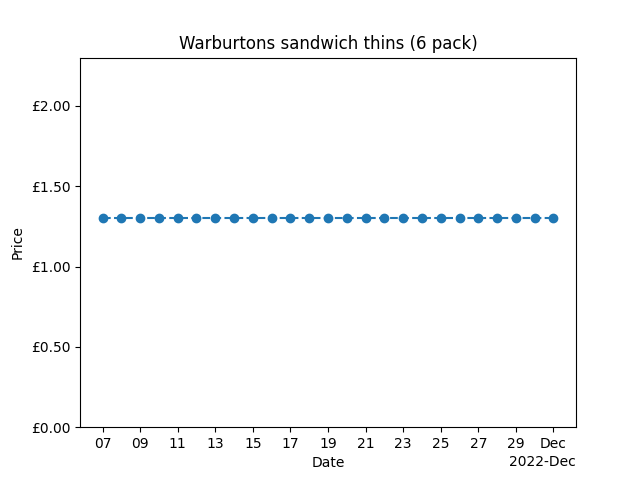 Warburtons sandwich thins (6 pack)
£2.00
£1.50
£1.00
£0.50
£0.00
Price
07 09 11 13 15 17 19 21 23 25 27 29 Dec
Date
2022-Dec